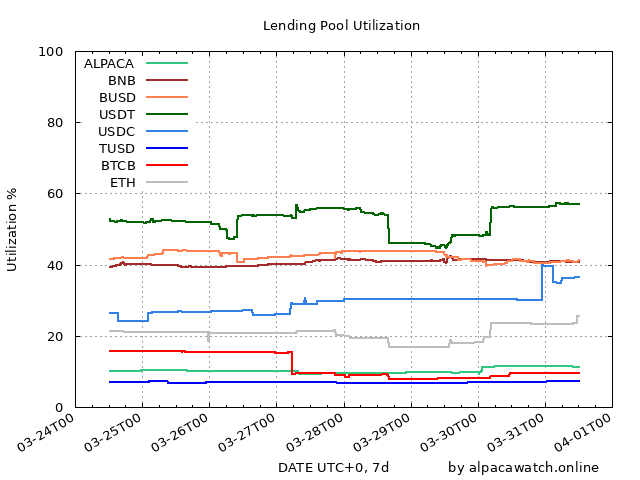 Lending Pool Utilization
100
80
60
40
20
0
Utilization %
ALPACA
BNB
BUSD
USDT
USDC
TUSD
BTCB
ETH
03-24T00
03-25T00
03-26T00
03-27T00
03-28T00
03-29T00
03-30T00
03-31T00
04-01T00
DATE UTC+0, 7d
by alpacawatch.online